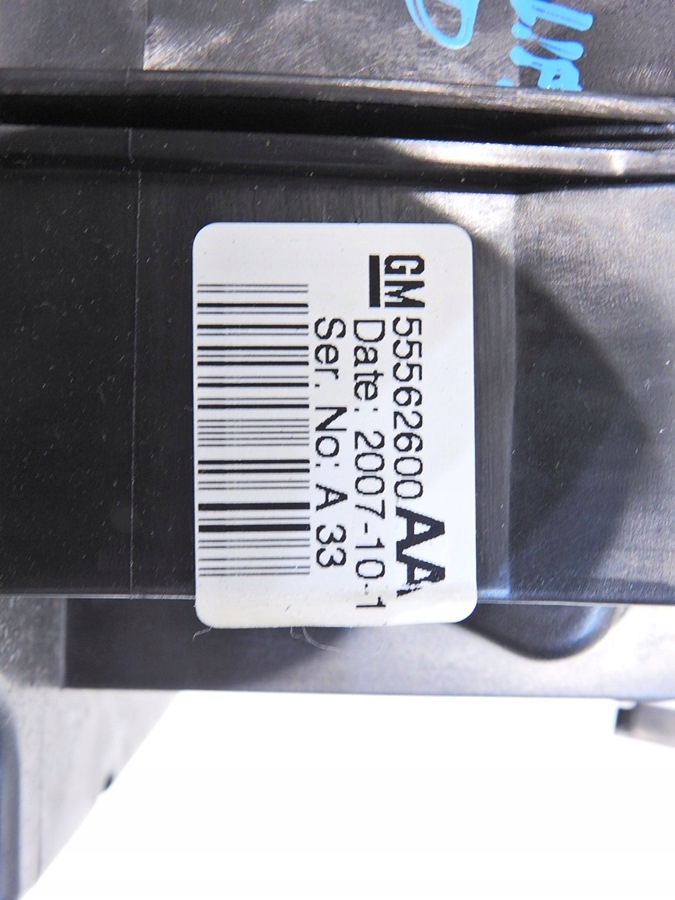 GM 55562600 AA
Date: 2007-10-1
Ser. No: A 33